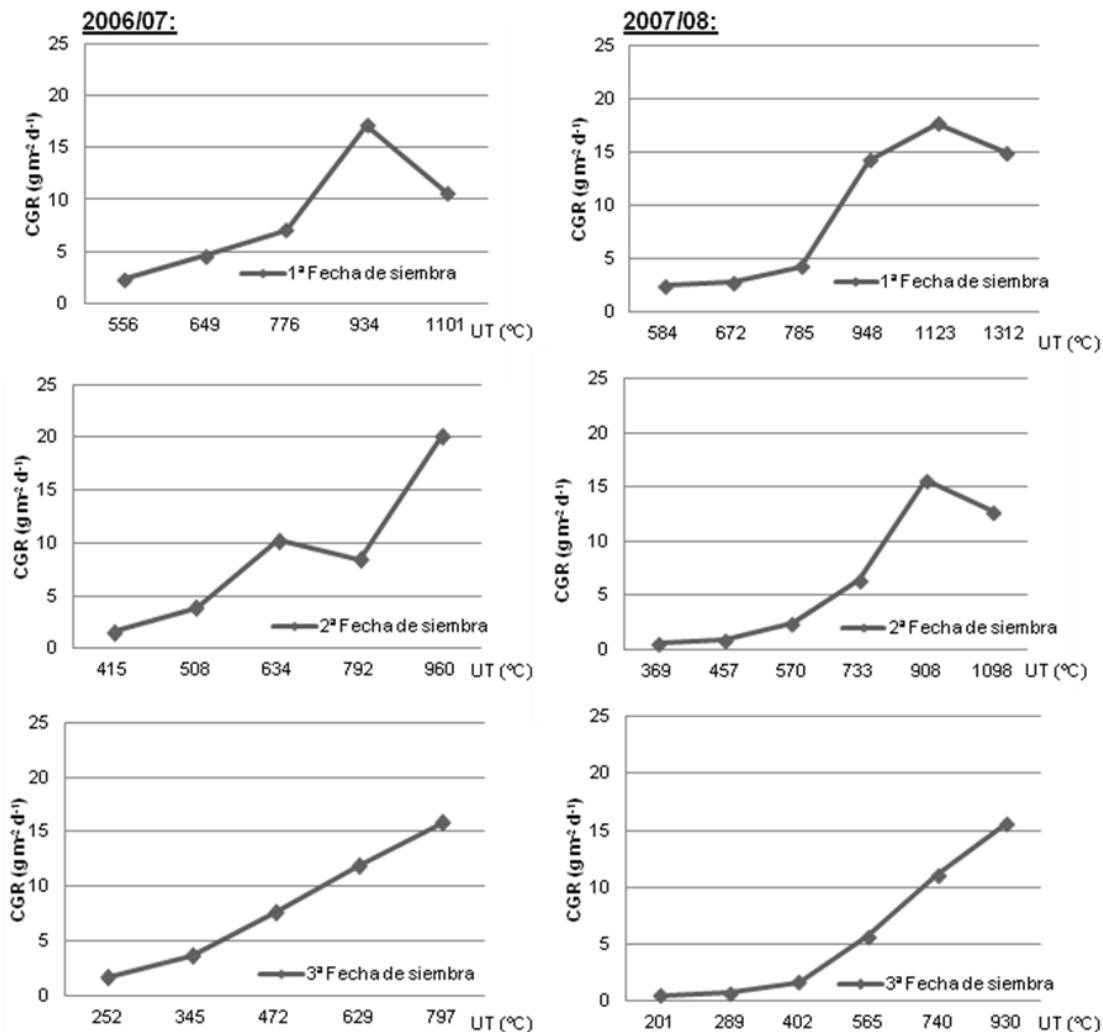 2006/07:
25
20
15
10
5
0
CGR (g m⁻² d⁻¹)
1ª Fecha de siembra
556 649 776 934 1101 UT (ºC)
2007/08:
25
20
15
10
5
0
CGR (g m⁻² d⁻¹)
1ª Fecha de siembra
584 672 785 948 1123 1312 UT (ºC)
25
20
15
10
5
0
CGR (g m⁻² d⁻¹)
2ª Fecha de siembra
415 508 634 792 960 UT (ºC)
25
20
15
10
5
0
CGR (g m⁻² d⁻¹)
2ª Fecha de siembra
369 457 570 733 908 1098 UT (ºC)
25
20
15
10
5
0
CGR (g m⁻² d⁻¹)
3ª Fecha de siembra
252 345 472 629 797 UT (ºC)
25
20
15
10
5
0
CGR (g m⁻² d⁻¹)
3ª Fecha de siembra
201 289 402 565 740 930 UT (ºC)